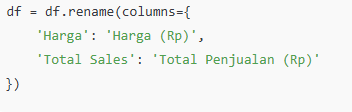 df = df.rename(columns={
    'Harga': 'Harga (Rp)',
    'Total Sales': 'Total Penjualan (Rp)'
})